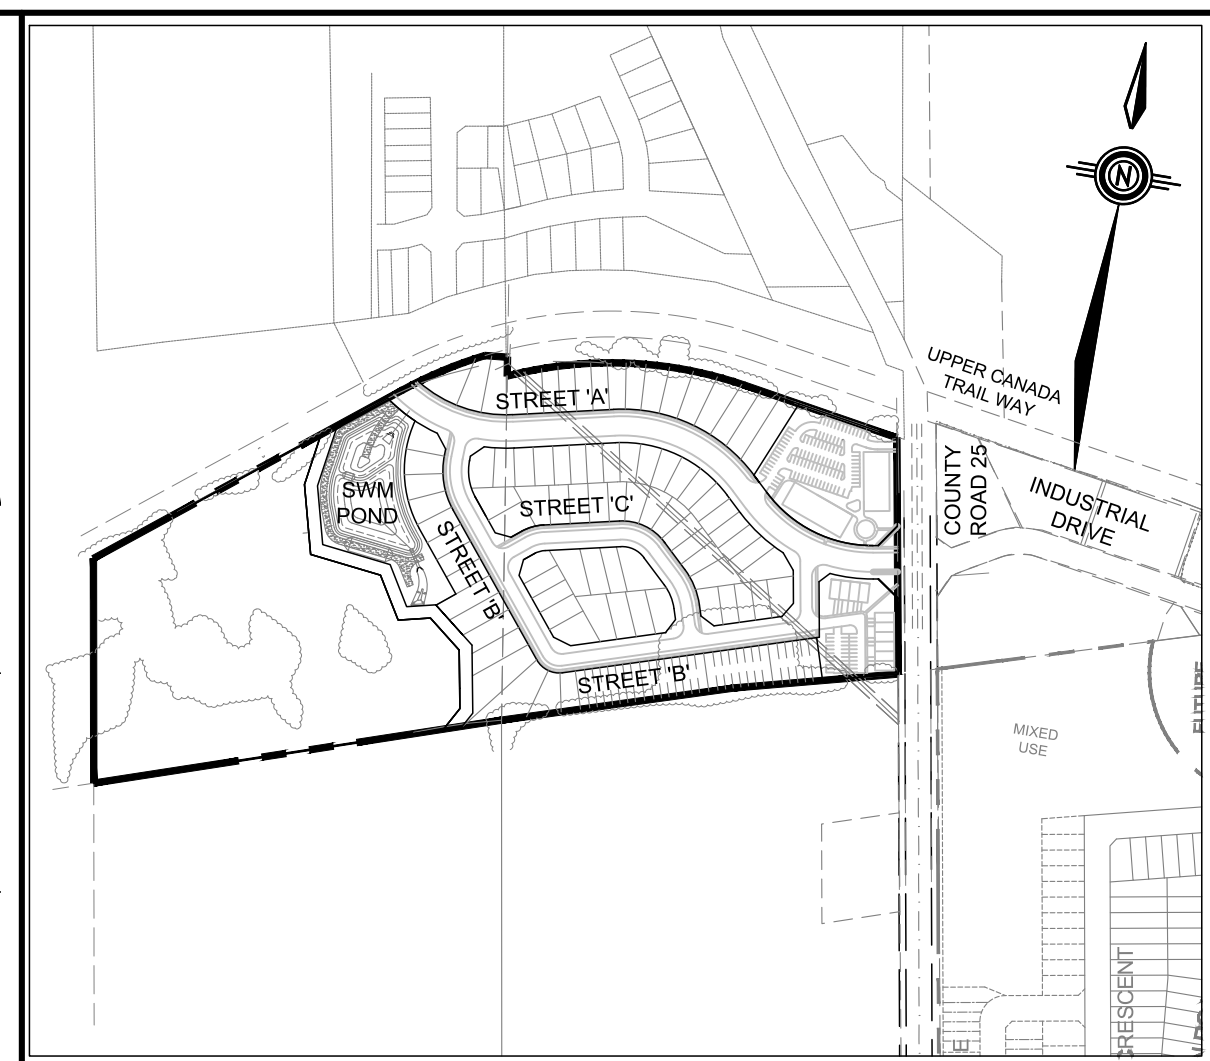 N
UPPER CANADA
TRAIL WAY
STREET 'A'
COUNTY
ROAD 25
INDUSTRIAL
DRIVE
SWM
POND
STREET 'C'
STREET 'B'
STREET 'B'
MIXED
USE
FUTURE
CRESCENT
E